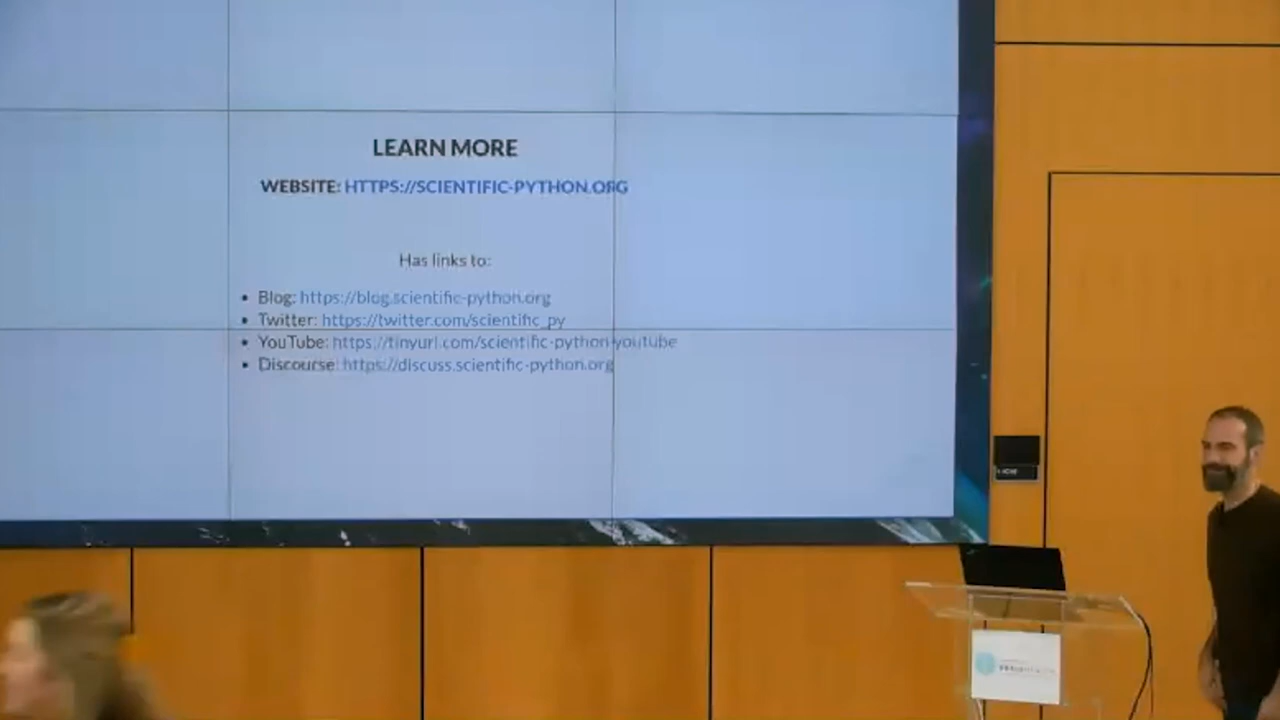 LEARN MORE
WEBSITE: HTTPS://SCIENTIFIC-PYTHON.ORG
Has links to:
• Blog: https://blog.scientific-python.org
• Twitter: https://twitter.com/scientific_py
• YouTube: https://tinyurl.com/scientific-python-youtube
• Discourse: https://discuss.scientific-python.org